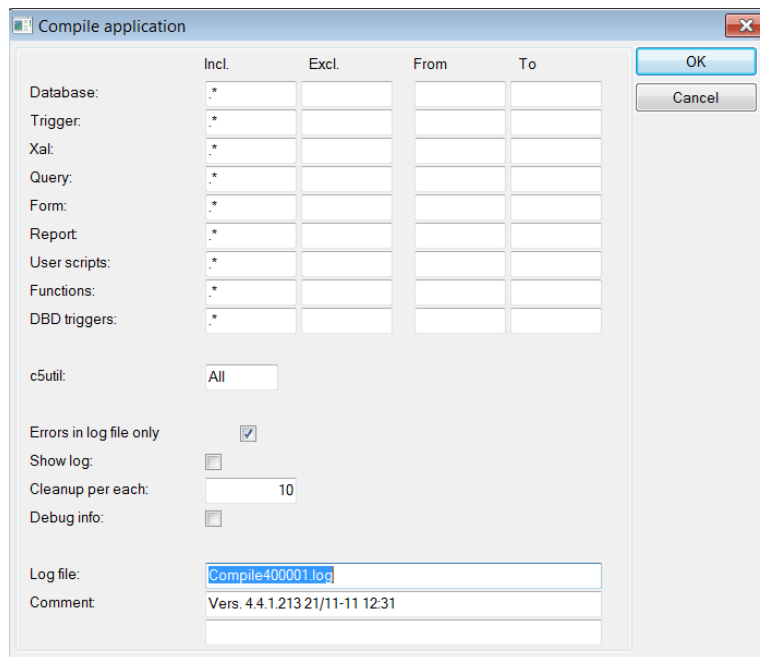 Compile application
Incl. Excl. From To
OK
Cancel
Database: .*
Trigger: .*
Xal: .*
Query: .*
Form: .*
Report: .*
User scripts: .*
Functions: .*
DBD triggers: .*
c5util: All
Errors in log file only
Show log:
Cleanup per each: 10
Debug info:
Log file: Compile400001.log
Comment: Vers. 4.4.1.213 21/11-11 12:31